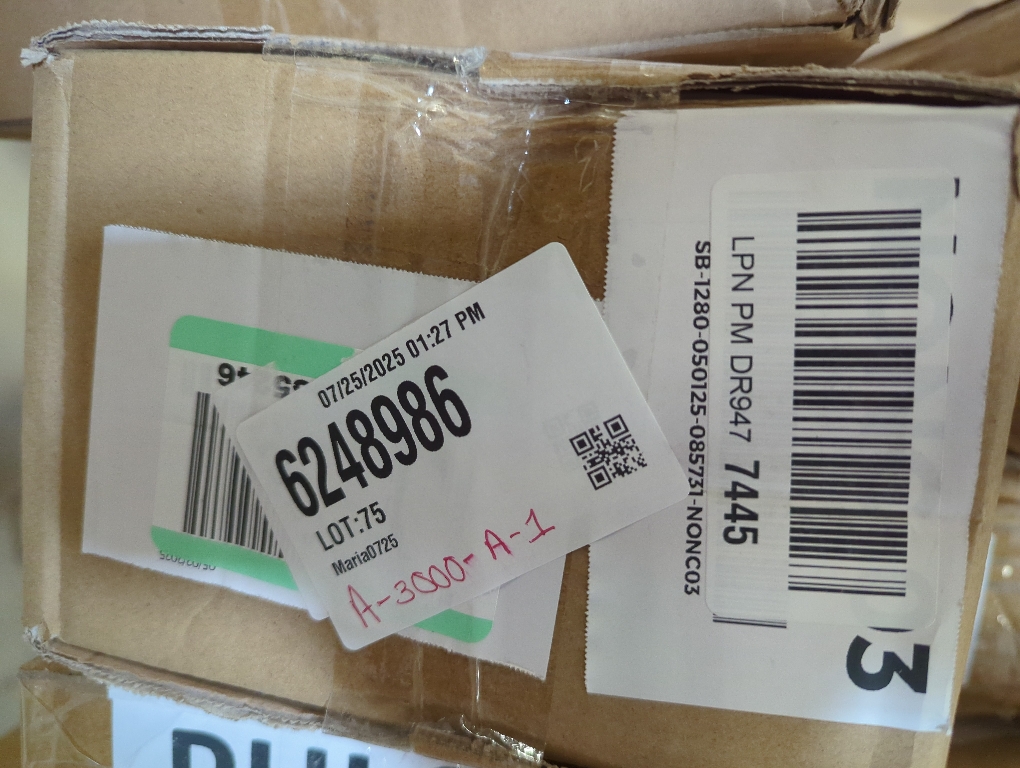 07/25/2025 01:27 PM
6248986
LOT:75
Maria0725
A-3000-A-1
LPN PM DR947 7445
SB-1280-050125-085731-NONC03
3